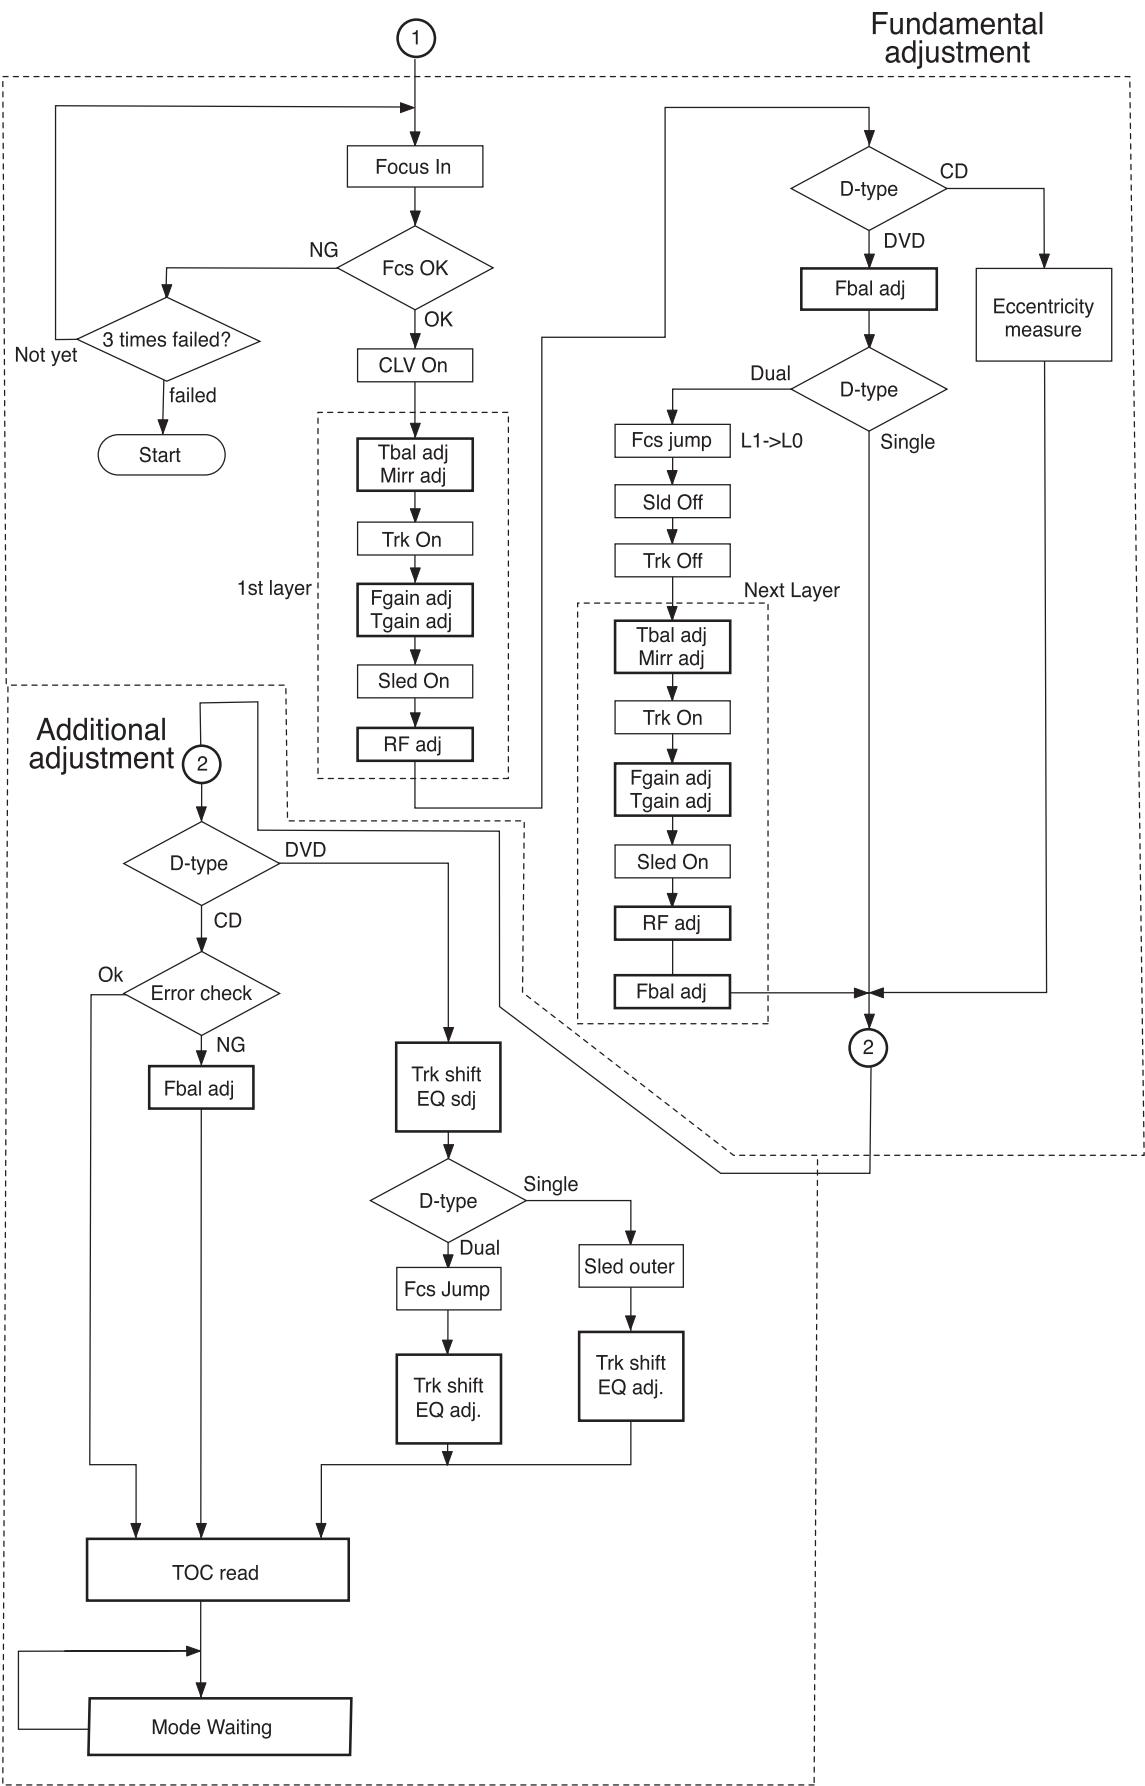 1
Fundamental
adjustment
Focus In
NG
Fcs OK
OK
3 times failed?
Not yet
failed
Start
CLV On
Tbal adj
Mirr adj
Trk On
1st layer
Fgain adj
Tgain adj
Sled On
RF adj
D-type
CD
DVD
Fbal adj
Eccentricity
measure
Dual
D-type
Single
Fcs jump
L1->L0
Sld Off
Trk Off
Next Layer
Tbal adj
Mirr adj
Trk On
Fgain adj
Tgain adj
Sled On
RF adj
Fbal adj
2
Additional
adjustment
2
D-type
DVD
CD
Ok
Error check
NG
Fbal adj
Trk shift
EQ sdj
D-type
Single
Dual
Fcs Jump
Sled outer
Trk shift
EQ adj.
Trk shift
EQ adj.
TOC read
Mode Waiting